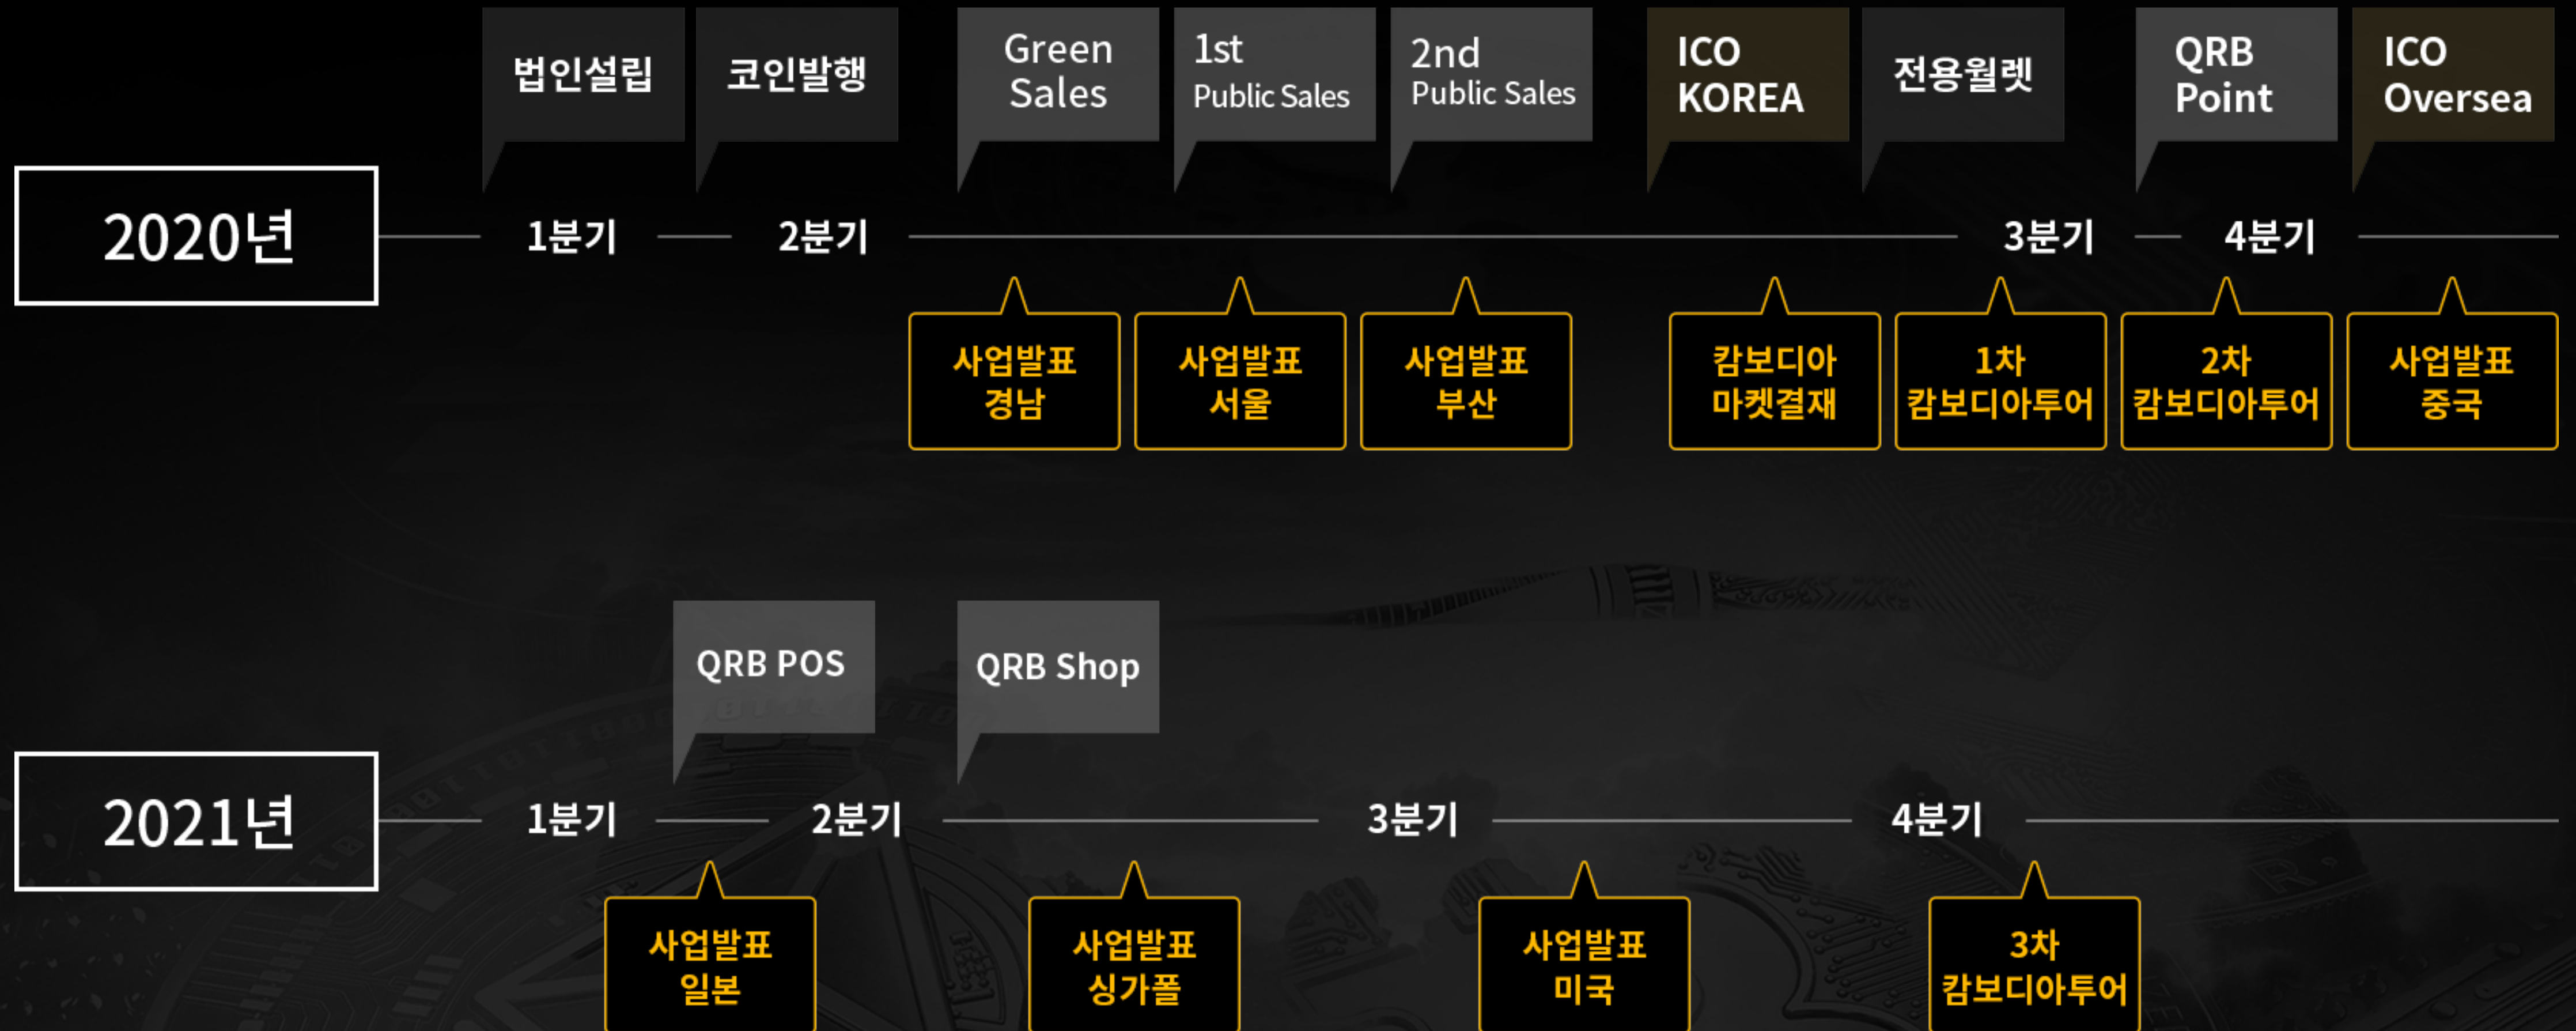 법인설립
코인발행
Green
Sales
1st
Public Sales
2nd
Public Sales
ICO
KOREA
전용월렛
QRB
Point
ICO
Oversea
2020년
1분기
2분기
3분기
4분기
사업발표
경남
사업발표
서울
사업발표
부산
캄보디아
마켓결재
1차
캄보디아투어
2차
캄보디아투어
사업발표
중국
QRB POS
QRB Shop
2021년
1분기
2분기
3분기
4분기
사업발표
일본
사업발표
싱가폴
사업발표
미국
3차
캄보디아투어